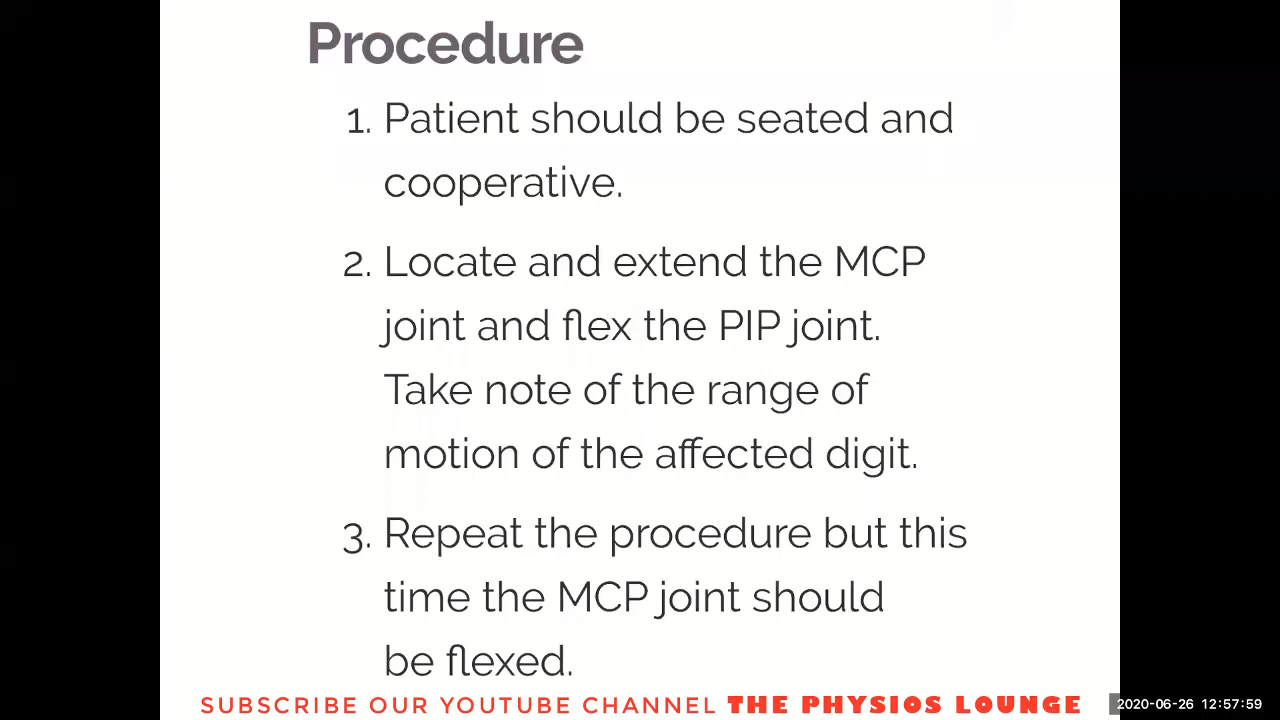 Procedure
1. Patient should be seated and
cooperative.
2. Locate and extend the MCP
joint and flex the PIP joint.
Take note of the range of
motion of the affected digit.
3. Repeat the procedure but this
time the MCP joint should
be flexed.
SUBSCRIBE OUR YOUTUBE CHANNEL THE PHYSIOS LOUNGE
2020-06-26 12:57:59